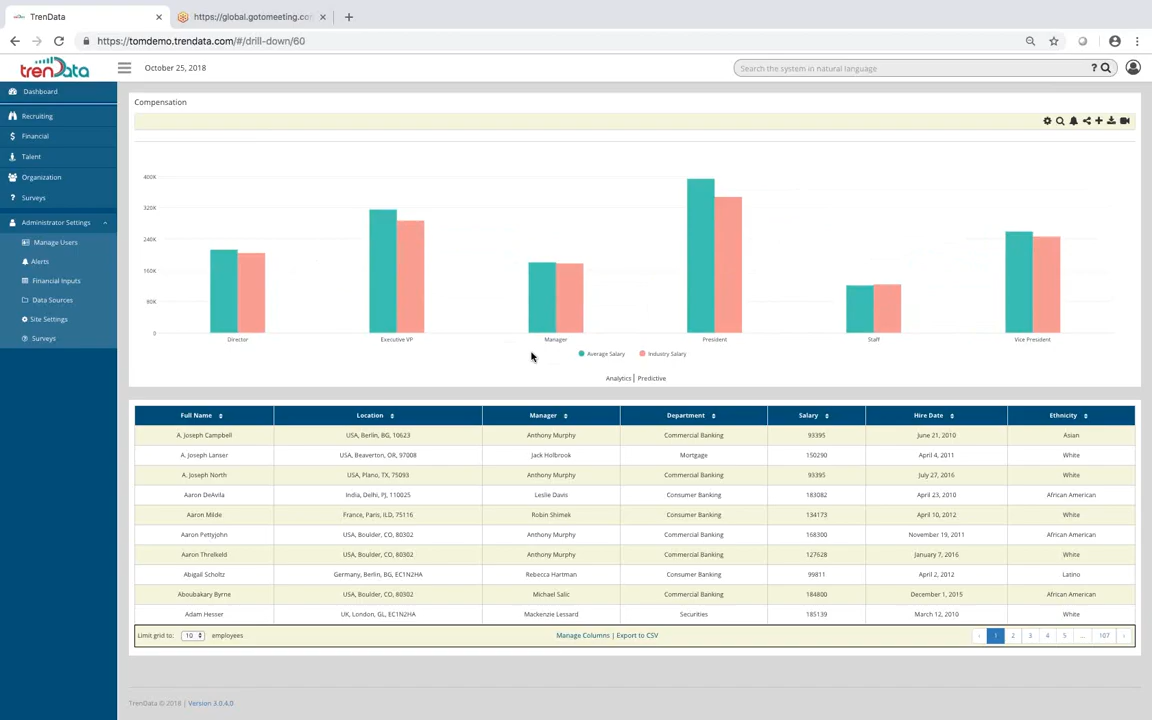 TrenData
https://global.gotomeeting.co
https://tomdemo.trendata.com/#/drill-down/60
trenData
October 25, 2018
Search the system in natural language
?
Dashboard
Recruiting
Financial
Talent
Organization
Surveys
Administrator Settings
Manage Users
Alerts
Financial Inputs
Data Sources
Site Settings
Surveys
Compensation
400K
320K
240K
160K
80K
0
Director Executive VP Manager President Staff Vice President
Average Salary Industry Salary
Analytics | Predictive
Full Name Location Manager Department Salary Hire Date Ethnicity
A. Joseph Campbell USA, Berlin, BG, 10623 Anthony Murphy Commercial Banking 93395 June 21, 2010 Asian
A. Joseph Lanser USA, Beaverton, OR, 97008 Jack Holbrook Mortgage 150290 April 4, 2011 White
A. Joseph North USA, Plano, TX, 75093 Anthony Murphy Commercial Banking 93395 July 27, 2016 White
Aaron DeAvila India, Delhi, PJ, 110025 Leslie Davis Consumer Banking 183082 April 23, 2010 African American
Aaron Milde France, Paris, ILD, 75116 Robin Shimek Consumer Banking 134173 April 10, 2012 White
Aaron Pettyjohn USA, Boulder, CO, 80302 Anthony Murphy Commercial Banking 168300 November 19, 2011 African American
Aaron Threlkeld USA, Boulder, CO, 80302 Anthony Murphy Commercial Banking 127628 January 7, 2016 White
Abigail Scholtz Germany, Berlin, BG, EC1N2HA Rebecca Hartman Consumer Banking 99811 April 2, 2012 Latino
Aboubakary Byrne USA, Boulder, CO, 80302 Michael Salic Commercial Banking 184800 December 1, 2015 African American
Adam Hesser UK, London, GL, EC1N2HA Mackenzie Lessard Securities 185139 March 12, 2010 White
Limit grid to: 10 employees Manage Columns | Export to CSV ‹ 1 2 3 4 5 ... 107 ›
TrenData © 2018 | Version 3.0.4.0